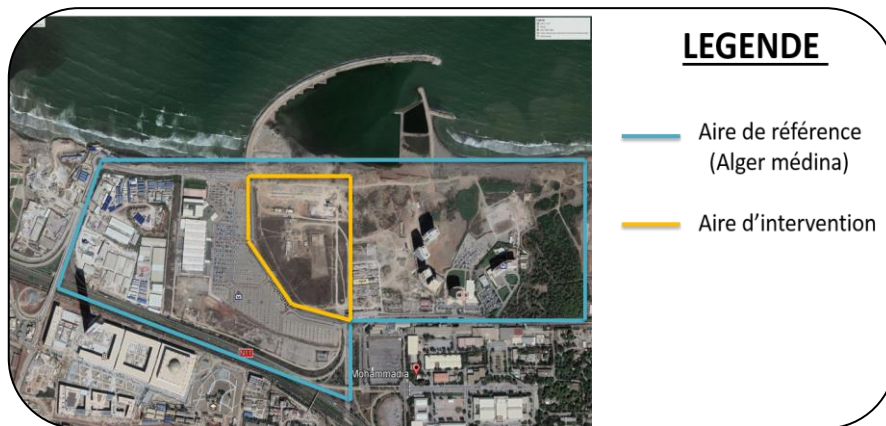 LEGENDE
Aire de référence
(Alger médina)
Aire d’intervention
Mohammadia